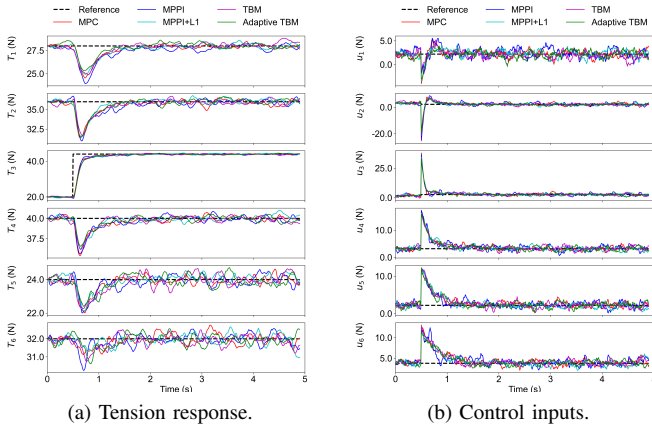 Reference MPPI TBM
MPC MPPI+L1 Adaptive TBM
T1 (N)
27.5
25.0
T2 (N)
35.0
32.5
T3 (N)
40.0
20.0
T4 (N)
40.0
37.5
T5 (N)
24.0
22.0
T6 (N)
32.0
31.0
0 1 2 3 4 5
Time (s)
(a) Tension response.
Reference MPPI TBM
MPC MPPI+L1 Adaptive TBM
u1 (N)
5.0
0.0
u2 (N)
0.0
-20.0
u3 (N)
25.0
0.0
u4 (N)
10.0
0.0
u5 (N)
10.0
0.0
u6 (N)
10.0
0.0
0 1 2 3 4
Time (s)
(b) Control inputs.